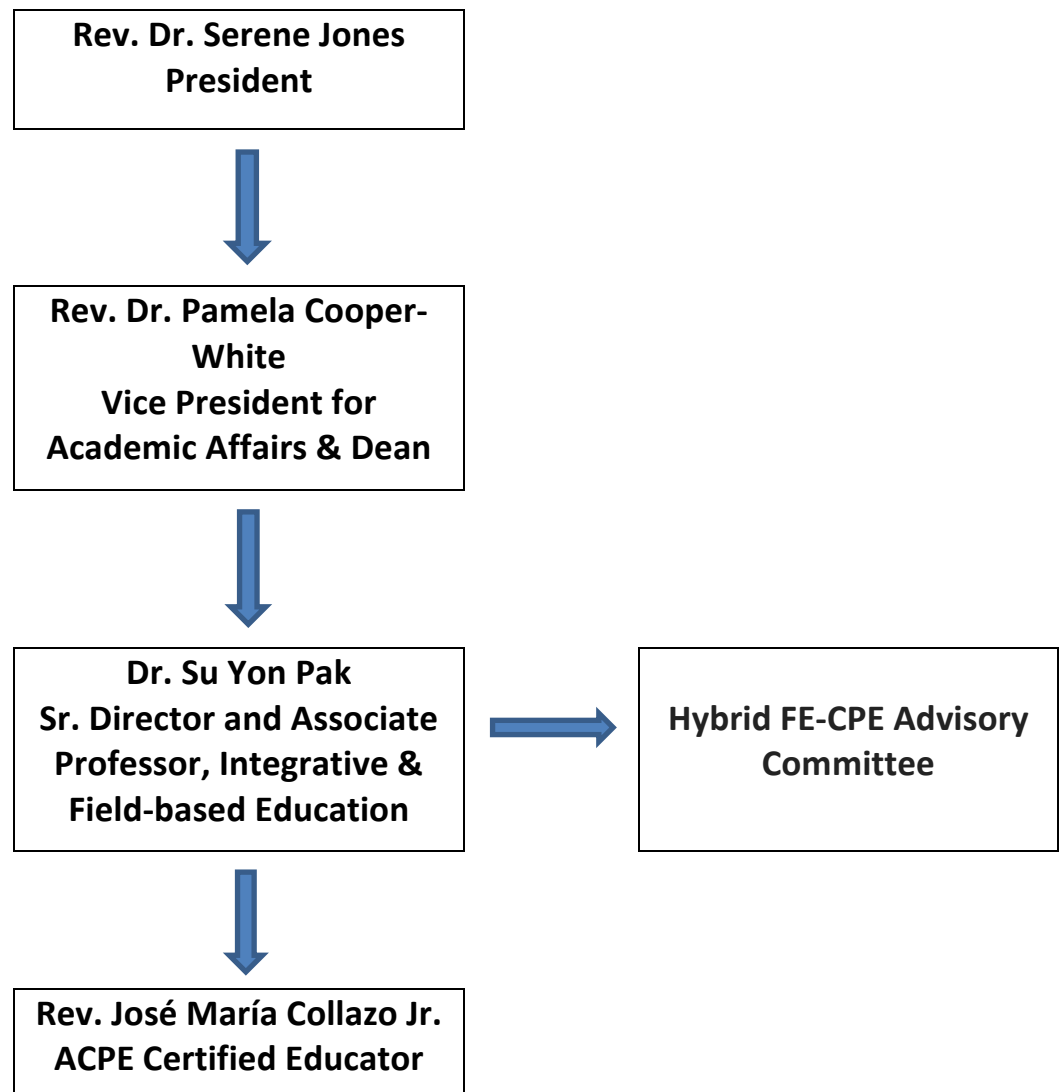 Rev. Dr. Serene Jones
President
Rev. Dr. Pamela Cooper-
White
Vice President for
Academic Affairs & Dean
Dr. Su Yon Pak
Sr. Director and Associate
Professor, Integrative &
Field-based Education
Hybrid FE-CPE Advisory
Committee
Rev. José María Collazo Jr.
ACPE Certified Educator